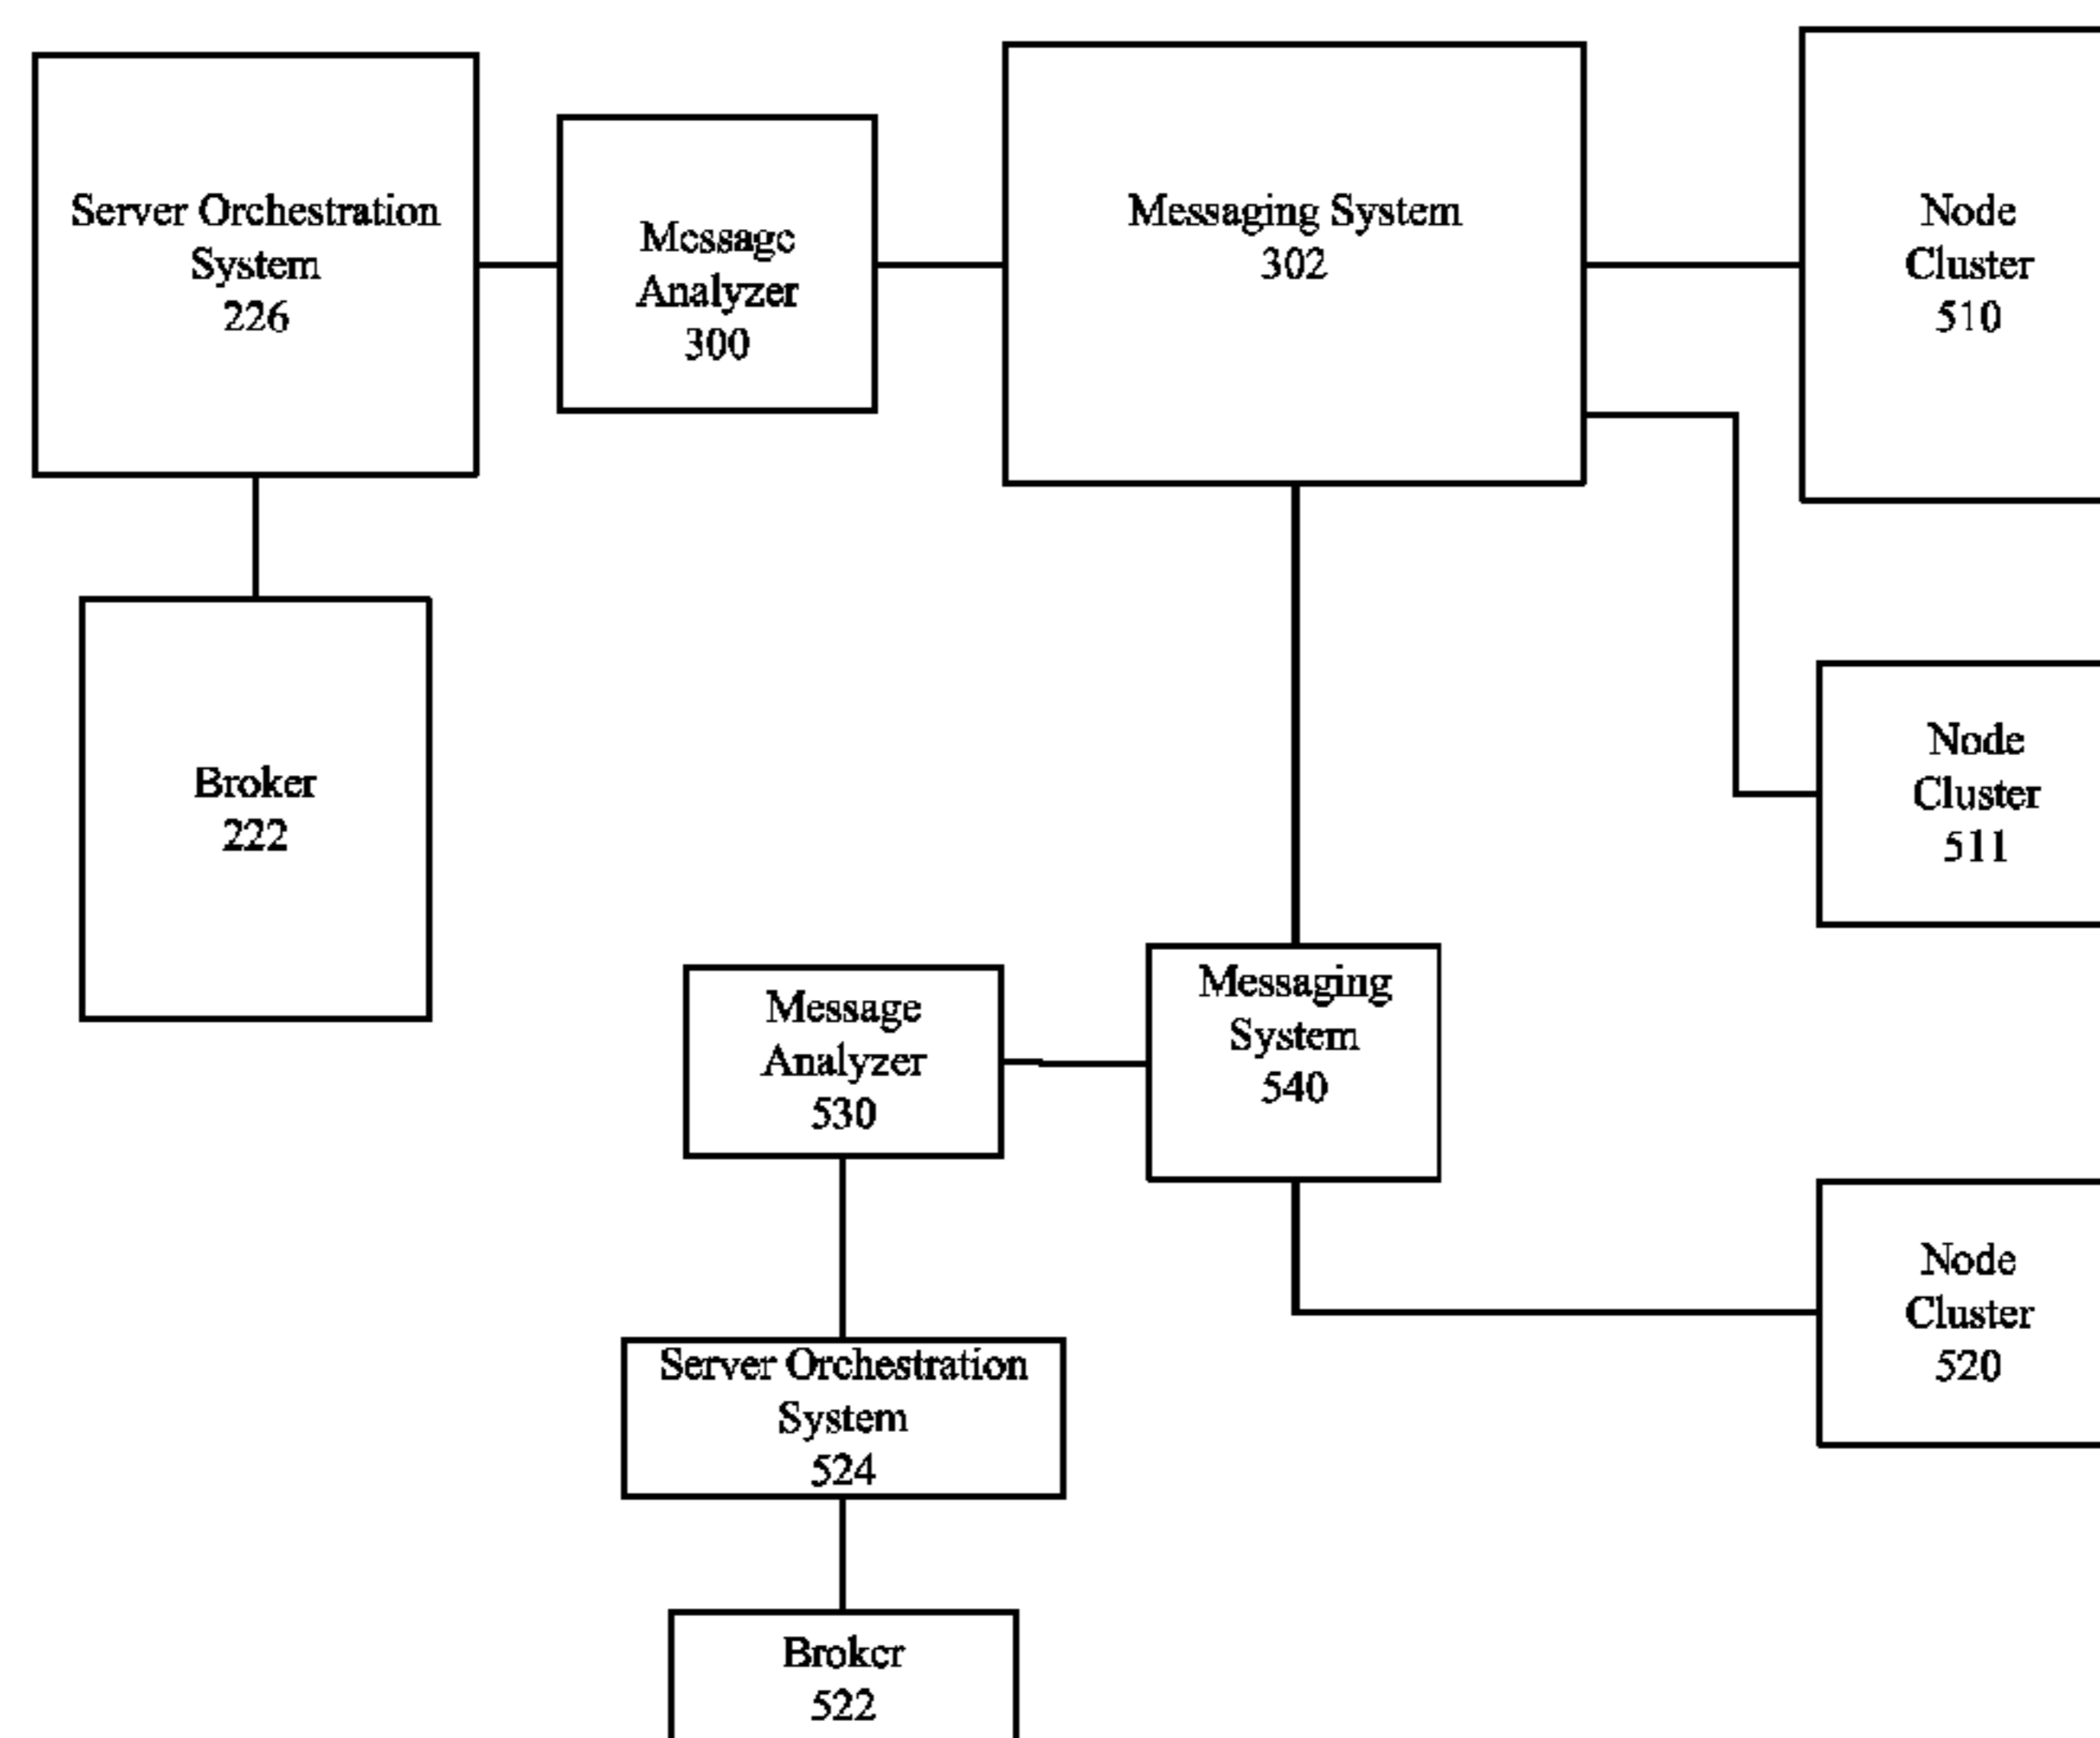 Server Orchestration
System
226
Message
Analyzer
300
Messaging System
302
Node
Cluster
510
Broker
222
Node
Cluster
511
Message
Analyzer
530
Messaging
System
540
Node
Cluster
520
Server Orchestration
System
524
Broker
522